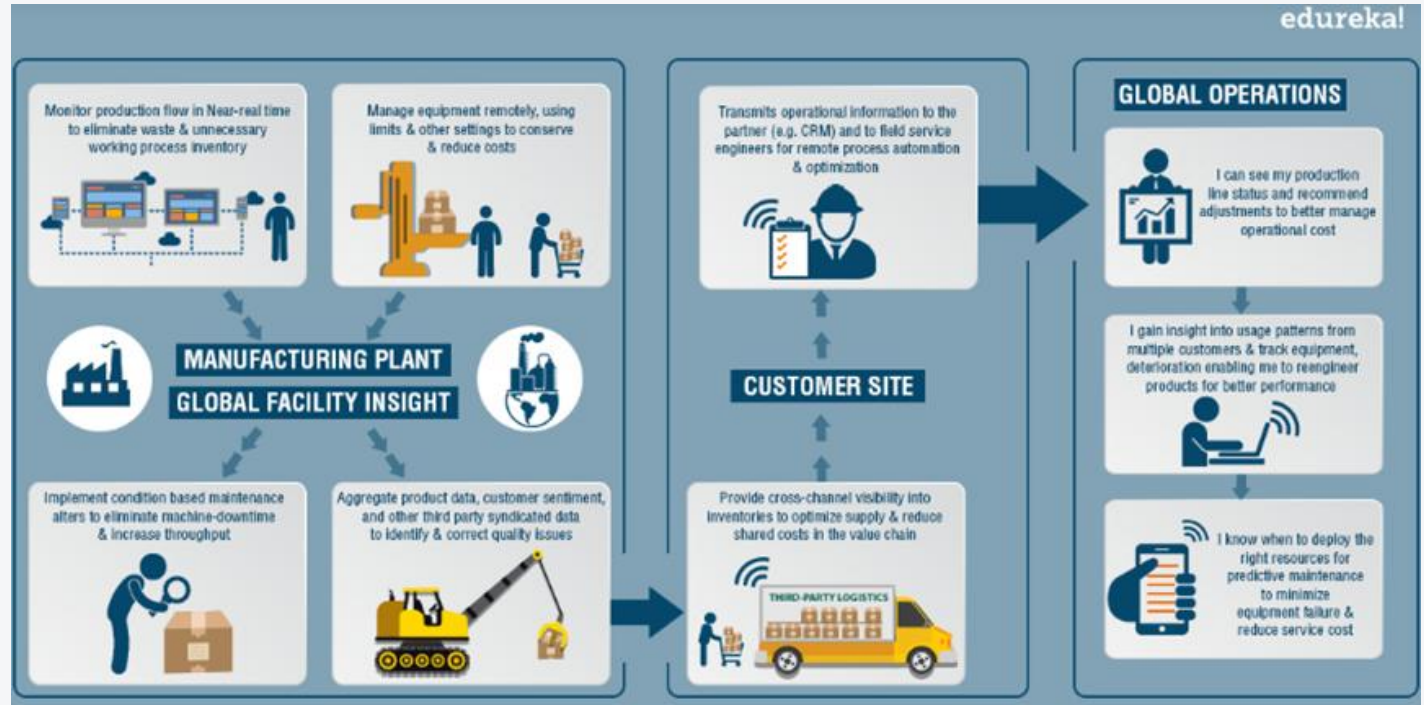 edureka!
Monitor production flow in Near-real time
to eliminate waste & unnecessary
working process inventory
Manage equipment remotely, using
limits & other settings to conserve
& reduce costs
MANUFACTURING PLANT
GLOBAL FACILITY INSIGHT
Implement condition based maintenance
alters to eliminate machine-downtime
& increase throughput
Aggregate product data, customer sentiment,
and other third party syndicated data
to identify & correct quality issues
Transmits operational information to the
partner (e.g. CRM) and to field service
engineers for remote process automation
& optimization
CUSTOMER SITE
Provide cross-channel visibility into
inventories to optimize supply & reduce
shared costs in the value chain
THIRD-PARTY LOGISTICS
GLOBAL OPERATIONS
I can see my production
line status and recommend
adjustments to better manage
operational cost
I gain insight into usage patterns from
multiple customers & track equipment,
deterioration enabling me to reengineer
products for better performance
I know when to deploy the
right resources for
predictive maintenance
to minimize
equipment failure &
reduce service cost